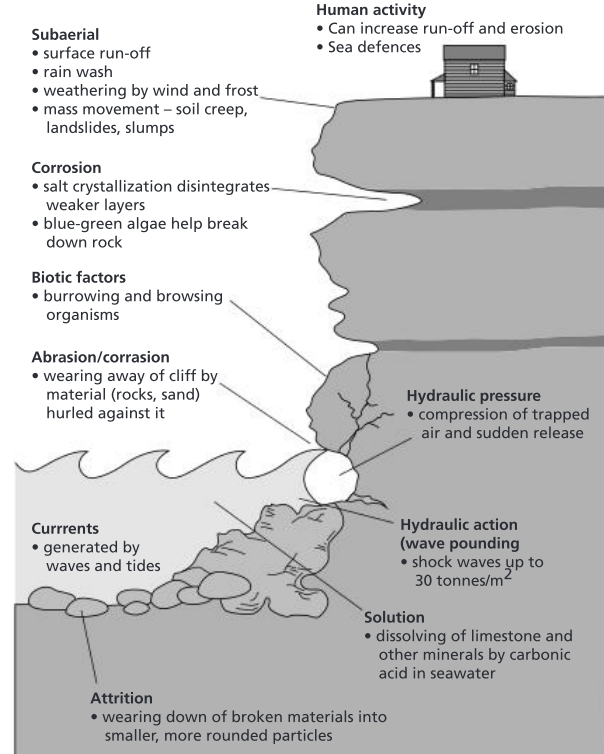 Human activity
• Can increase run-off and erosion
• Sea defences
Subaerial
• surface run-off
• rain wash
• weathering by wind and frost
• mass movement – soil creep,
landslides, slumps
Corrosion
• salt crystallization disintegrates
weaker layers
• blue-green algae help break
down rock
Biotic factors
• burrowing and browsing
organisms
Abrasion/corrasion
• wearing away of cliff by
material (rocks, sand)
hurled against it
Hydraulic pressure
• compression of trapped
air and sudden release
Currrents
• generated by
waves and tides
Hydraulic action
(wave pounding
• shock waves up to
30 tonnes/m²
Solution
• dissolving of limestone and
other minerals by carbonic
acid in seawater
Attrition
• wearing down of broken materials into
smaller, more rounded particles